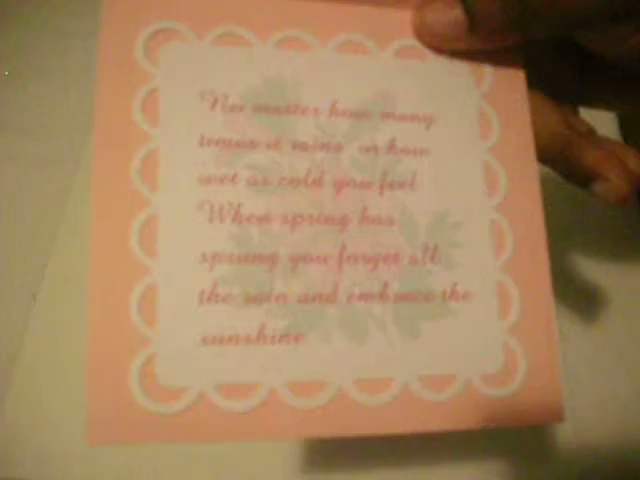 No matter how many
times it rains or how
wet or cold you feel
When spring has
sprung you forget all
the rain and embrace the
sunshine